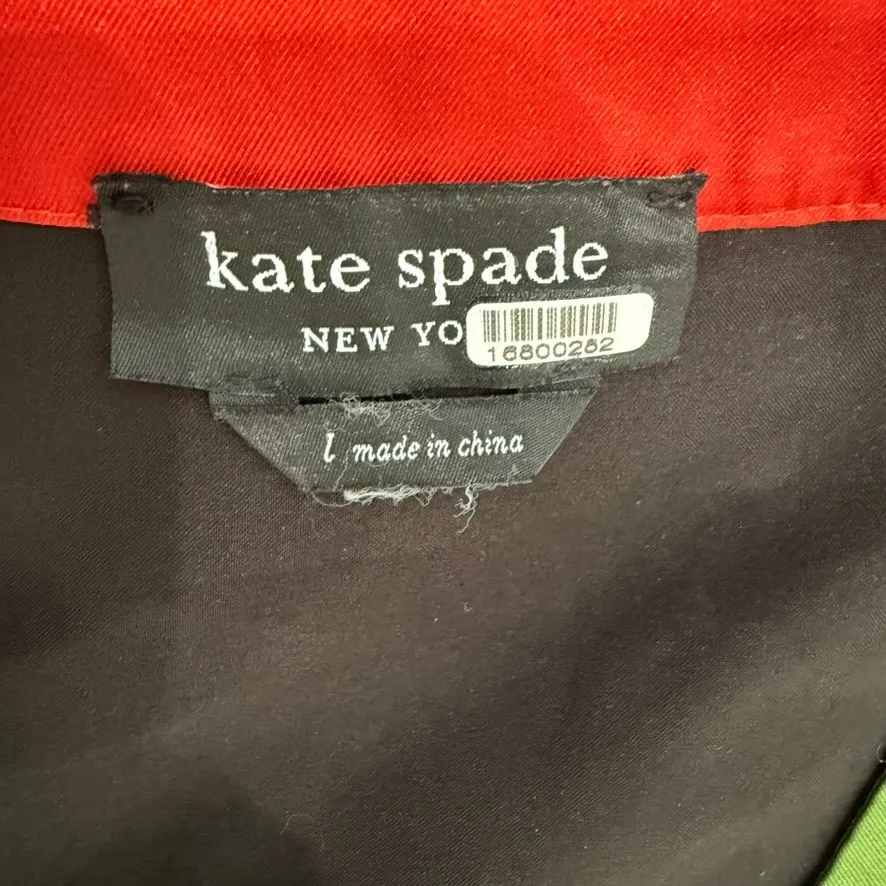 kate spade
NEW YO
16800282
l made in china